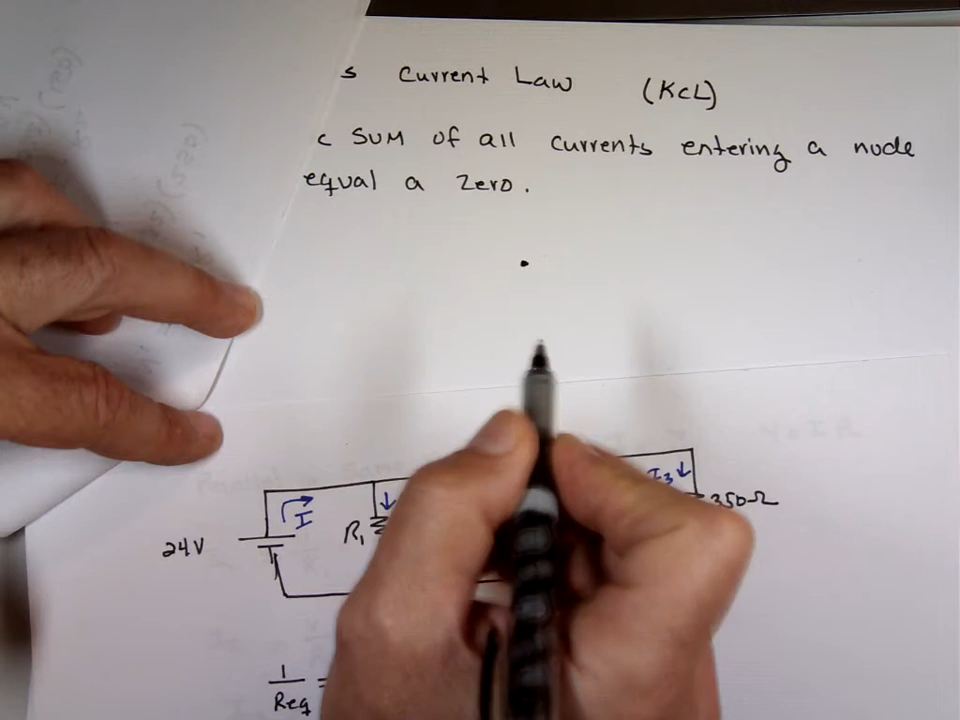 s Current Law (KCL)
c Sum of all currents entering a node
equal a Zero.
I
I3
350Ω
24V
R1
1
Req =